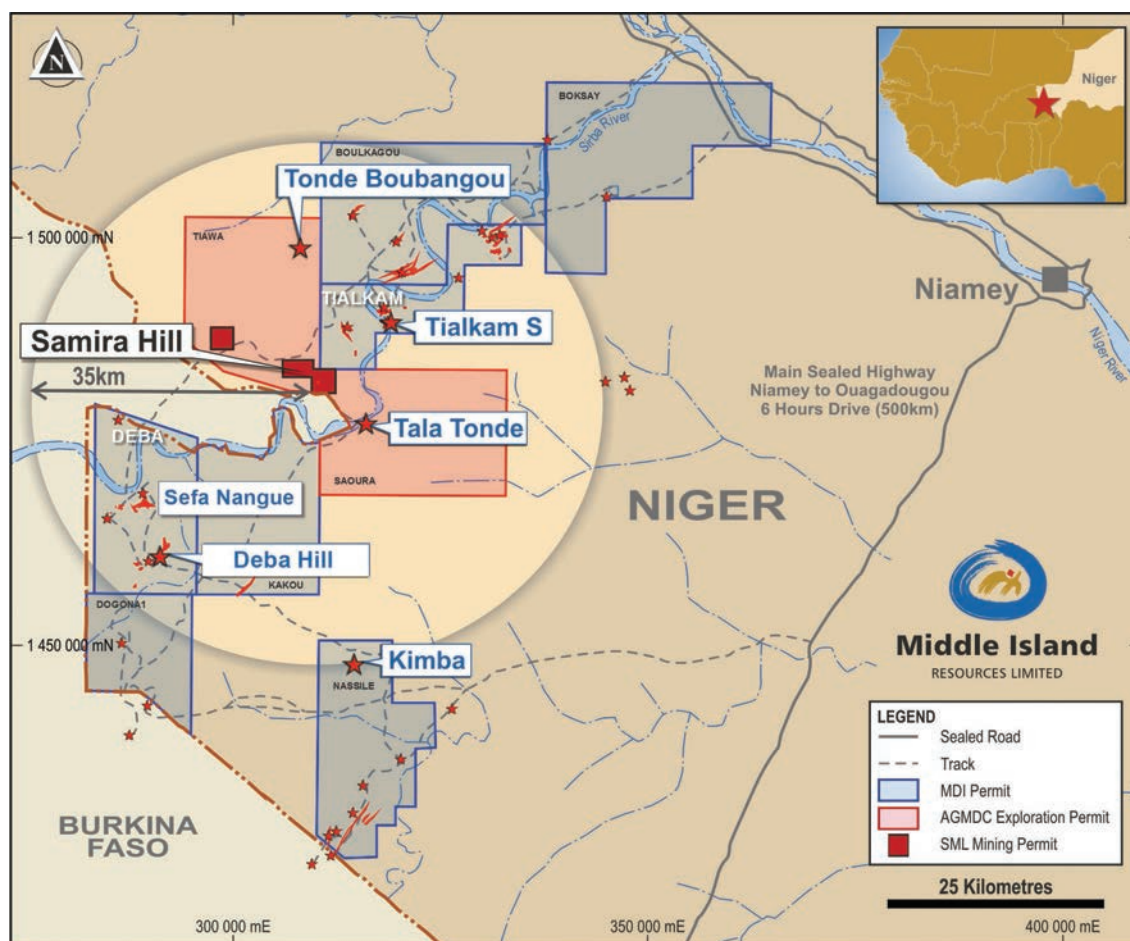 N
Niger
BOKSAY
Sirba River
BOULKAGOU
Tonde Boubangou
1 500 000 mN
TIAWA
TIALKAM
Niamey
Niger River
Tialkam S
Samira Hill
35km
Main Sealed Highway
Niamey to Ouagadougou
6 Hours Drive (500km)
Tala Tonde
DEBA
SAOURA
Sefa Nangue
NIGER
Deba Hill
KAKOU
DOGONA1
1 450 000 mN
Kimba
NASSILE
Middle Island
RESOURCES LIMITED
LEGEND
Sealed Road
Track
MDI Permit
AGMDC Exploration Permit
SML Mining Permit
BURKINA
FASO
25 Kilometres
300 000 mE
350 000 mE
400 000 mE